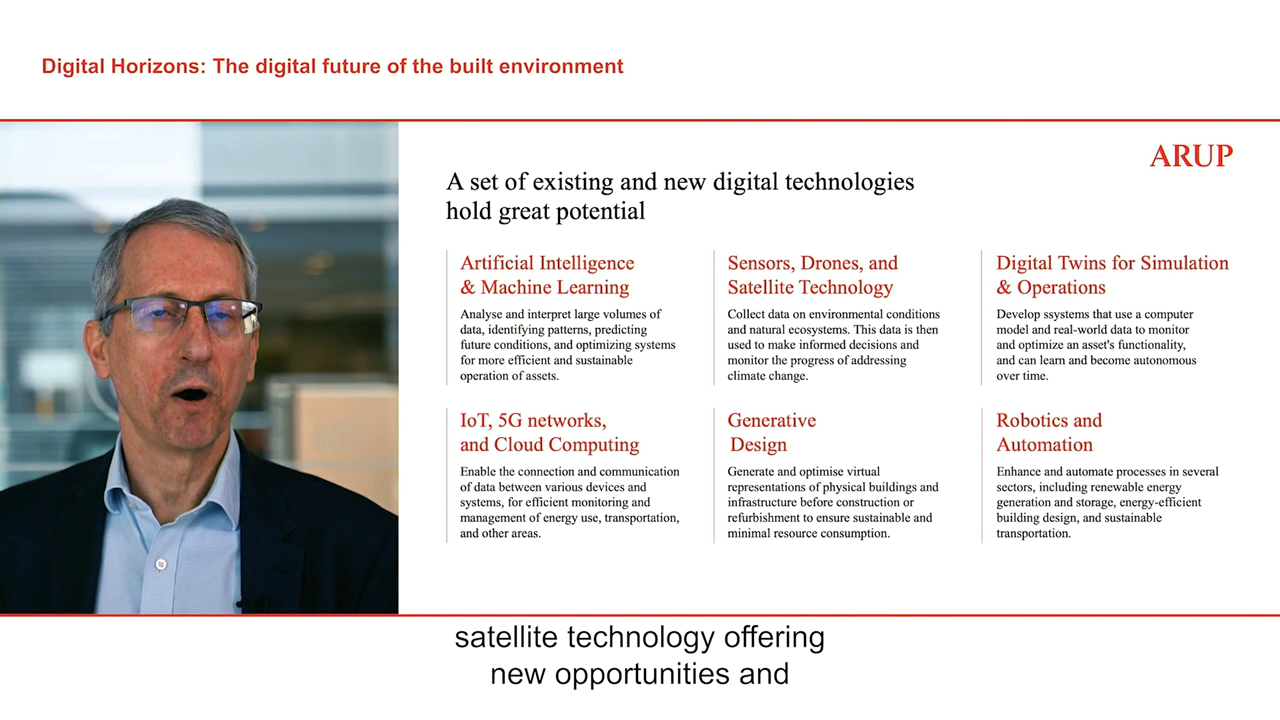 Digital Horizons: The digital future of the built environment
ARUP
A set of existing and new digital technologies
hold great potential
Artificial Intelligence
& Machine Learning
Analyse and interpret large volumes of
data, identifying patterns, predicting
future conditions, and optimizing systems
for more efficient and sustainable
operation of assets.
Sensors, Drones, and
Satellite Technology
Collect data on environmental conditions
and natural ecosystems. This data is then
used to make informed decisions and
monitor the progress of addressing
climate change.
Digital Twins for Simulation
& Operations
Develop ssystems that use a computer
model and real-world data to monitor
and optimize an asset's functionality,
and can learn and become autonomous
over time.
IoT, 5G networks,
and Cloud Computing
Enable the connection and communication
of data between various devices and
systems, for efficient monitoring and
management of energy use, transportation,
and other areas.
Generative
Design
Generate and optimise virtual
representations of physical buildings and
infrastructure before construction or
refurbishment to ensure sustainable and
minimal resource consumption.
Robotics and
Automation
Enhance and automate processes in several
sectors, including renewable energy
generation and storage, energy-efficient
building design, and sustainable
transportation.
satellite technology offering
new opportunities and